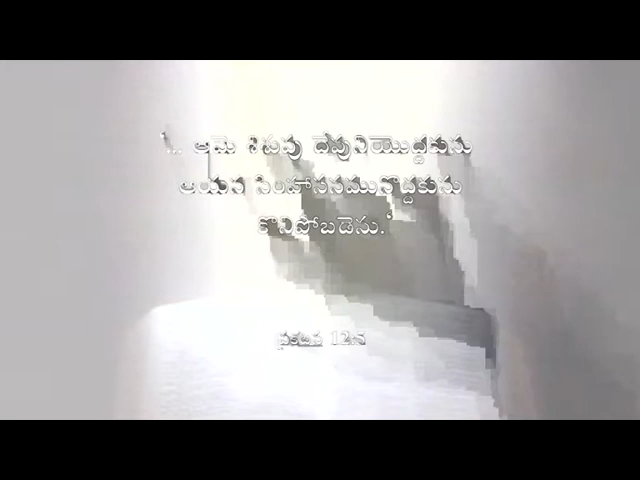 '... ఆమె శిశువు దేవునియొద్దకును
ఆయన సింహాసనమునొద్దకును
కొనిపోబడెను.'
ప్రకటన 12:5